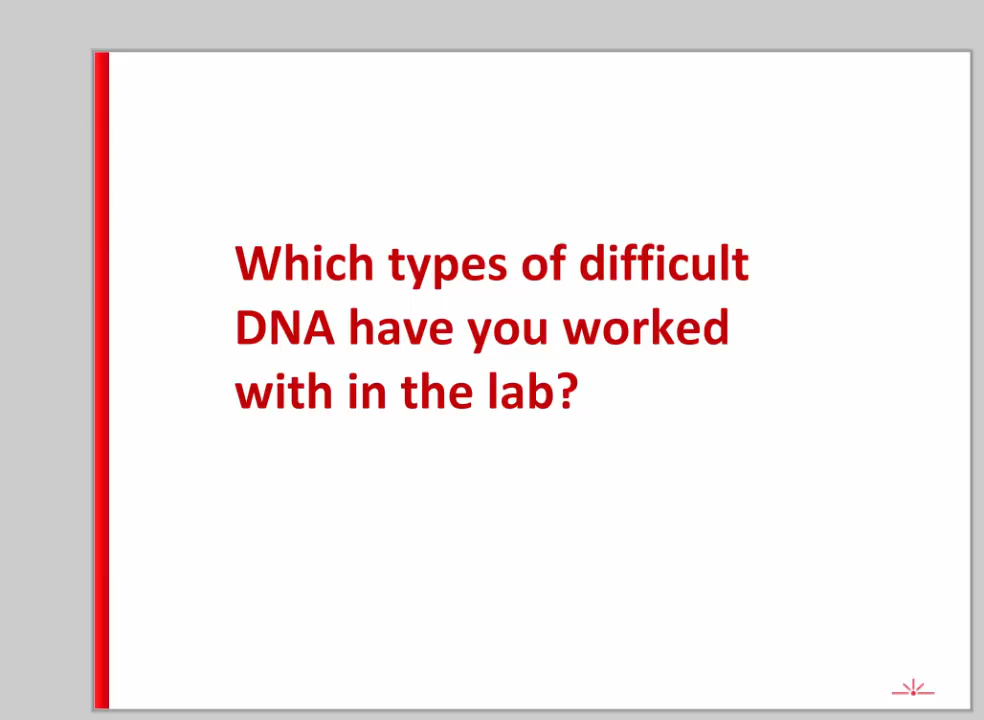 Which types of difficult
DNA have you worked
with in the lab?